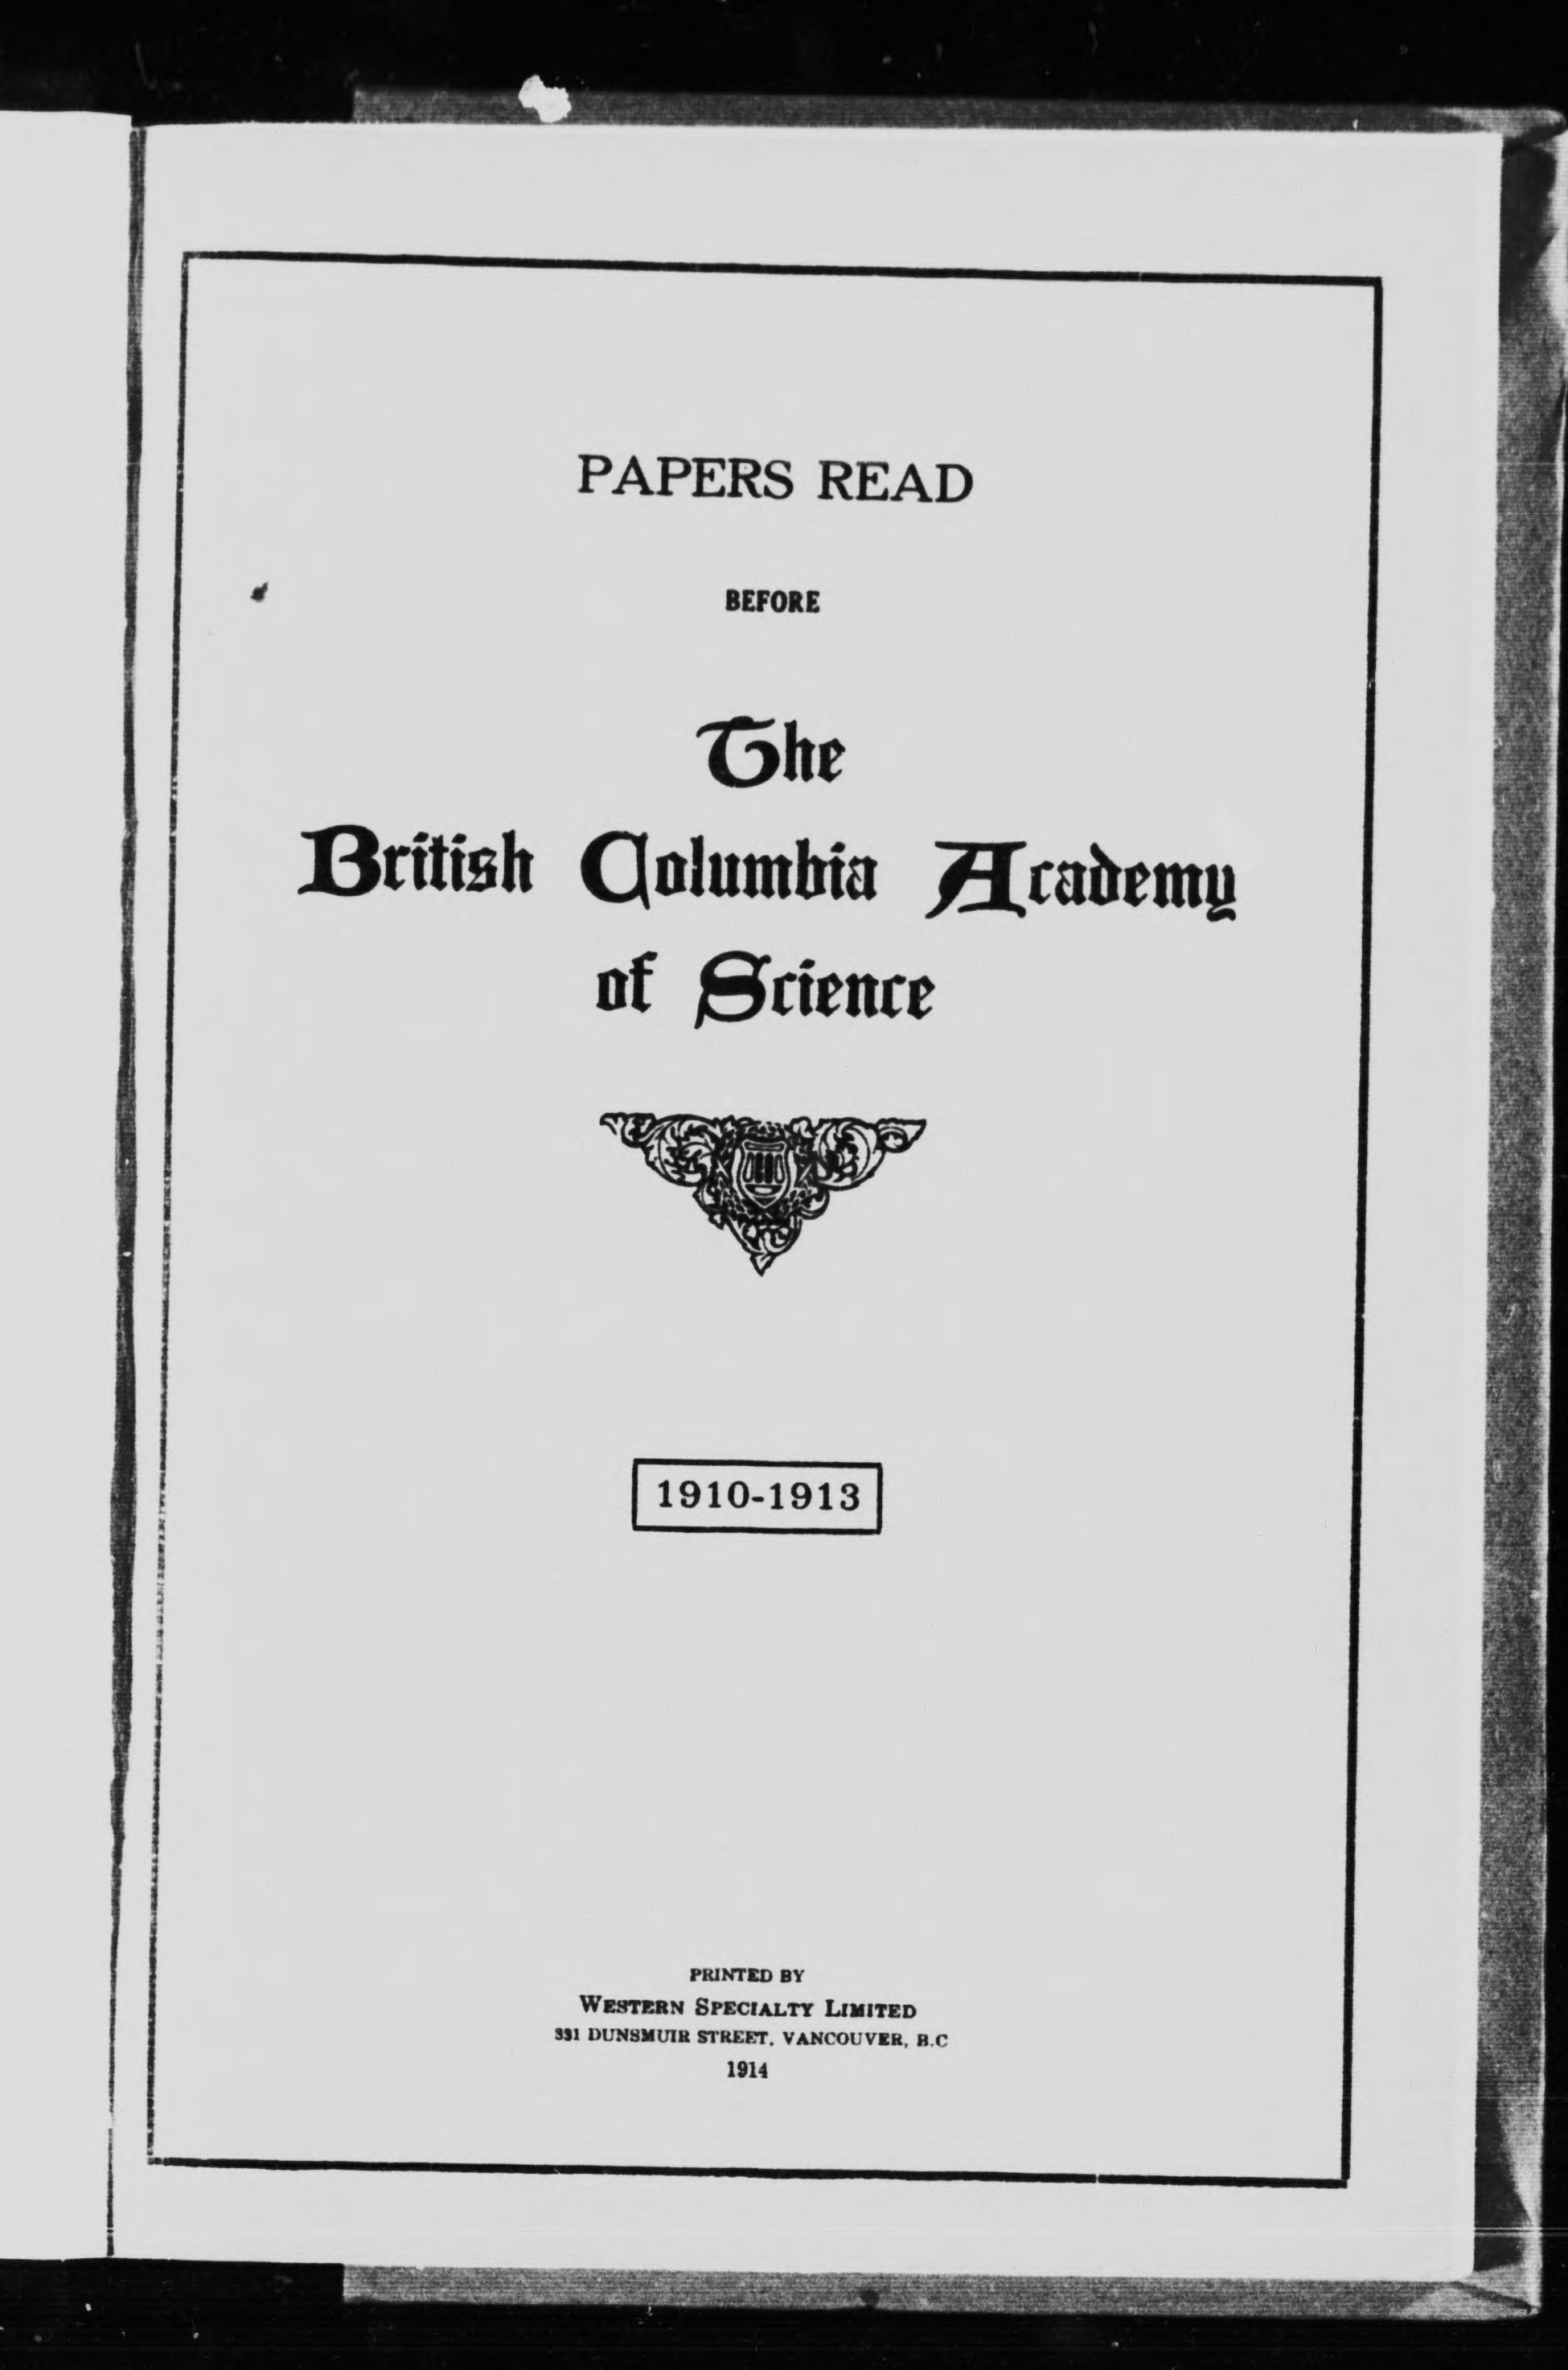 PAPERS READ
BEFORE
The
British Columbia Academy
of Science
1910-1913
PRINTED BY
WESTERN SPECIALTY LIMITED
331 DUNSMUIR STREET, VANCOUVER, B.C
1914